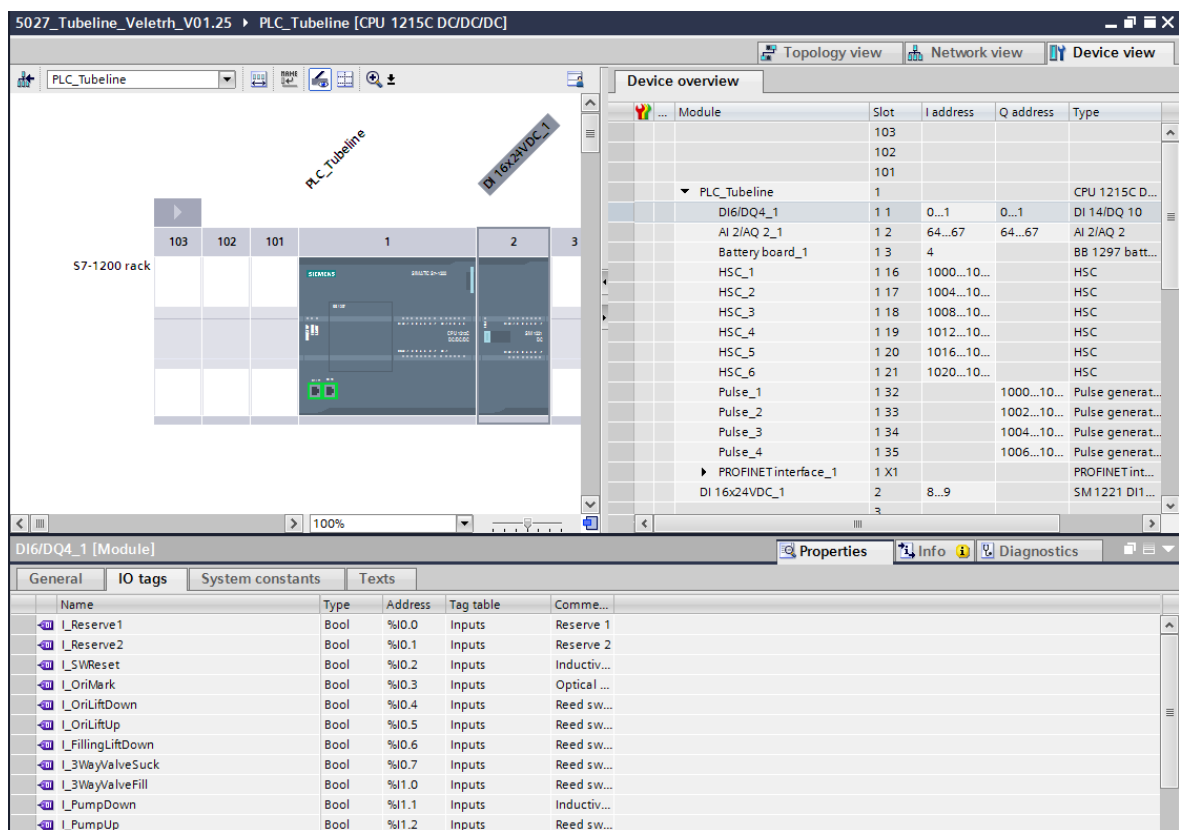 5027_Tubeline_Veletrh_V01.25 ▸ PLC_Tubeline [CPU 1215C DC/DC/DC]
Topology view Network view Device view
PLC_Tubeline
Device overview
... Module Slot I address Q address Type
103
102
101
PLC_Tubeline 1 CPU 1215C D...
DI6/DQ4_1 1 1 0...1 0...1 DI 14/DQ 10
AI 2/AQ 2_1 1 2 64...67 64...67 AI 2/AQ 2
Battery board_1 1 3 4 BB 1297 batt...
HSC_1 1 16 1000...10... HSC
HSC_2 1 17 1004...10... HSC
HSC_3 1 18 1008...10... HSC
HSC_4 1 19 1012...10... HSC
HSC_5 1 20 1016...10... HSC
HSC_6 1 21 1020...10... HSC
Pulse_1 1 32 1000...10... Pulse generat...
Pulse_2 1 33 1002...10... Pulse generat...
Pulse_3 1 34 1004...10... Pulse generat...
Pulse_4 1 35 1006...10... Pulse generat...
PROFINET interface_1 1 X1 PROFINET int...
DI 16x24VDC_1 2 8...9 SM 1221 DI1...
3
PLC_Tubeline
DI 16x24VDC_1
103 102 101 1 2 3
S7-1200 rack
SIEMENS
100%
DI6/DQ4_1 [Module]
Properties Info Diagnostics
General IO tags System constants Texts
Name Type Address Tag table Comme...
I_Reserve1 Bool %I0.0 Inputs Reserve 1
I_Reserve2 Bool %I0.1 Inputs Reserve 2
I_SWReset Bool %I0.2 Inputs Inductiv...
I_OriMark Bool %I0.3 Inputs Optical ...
I_OriLiftDown Bool %I0.4 Inputs Reed sw...
I_OriLiftUp Bool %I0.5 Inputs Reed sw...
I_FillingLiftDown Bool %I0.6 Inputs Reed sw...
I_3WayValveSuck Bool %I0.7 Inputs Reed sw...
I_3WayValveFill Bool %I1.0 Inputs Reed sw...
I_PumpDown Bool %I1.1 Inputs Inductiv...
I_PumpUp Bool %I1.2 Inputs Reed sw...